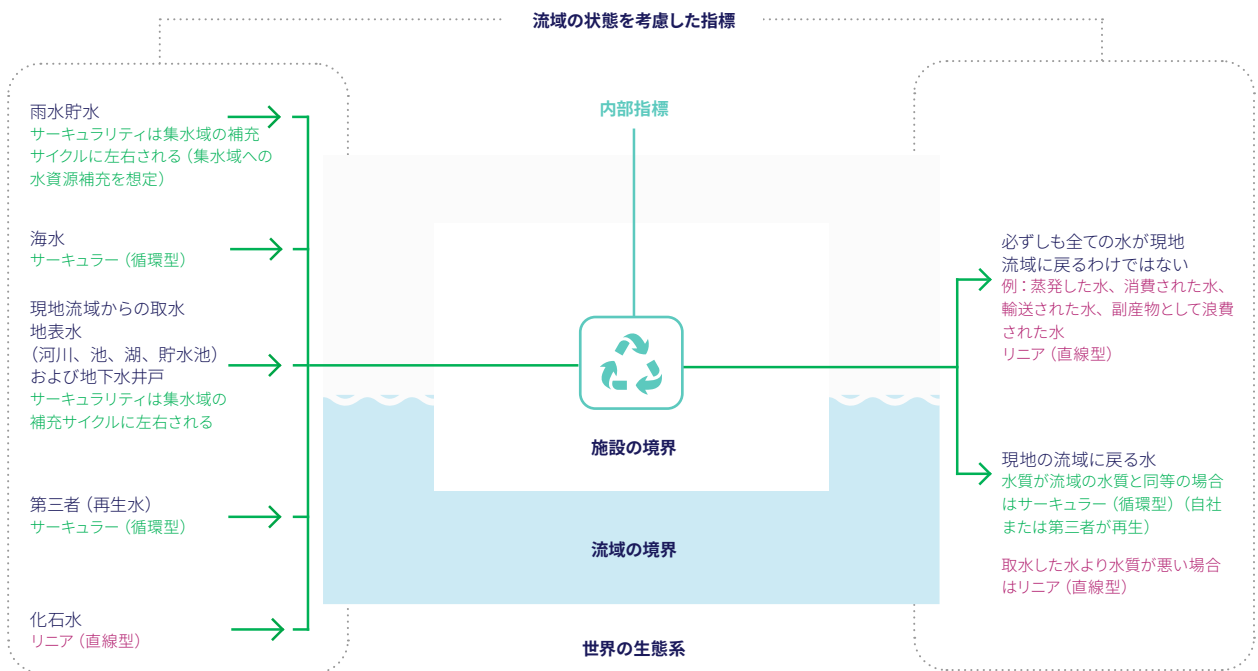 流域の状態を考慮した指標
雨水貯水
サーキュラリティは集水域の補充
サイクルに左右される（集水域への
水資源補充を想定）
海水
サーキュラー（循環型）
現地流域からの取水
地表水
（河川、池、湖、貯水池）
および地下水井戸
サーキュラリティは集水域の
補充サイクルに左右される
第三者（再生水）
サーキュラー（循環型）
化石水
リニア（直線型）
内部指標
施設の境界
流域の境界
世界の生態系
必ずしも全ての水が現地
流域に戻るわけではない
例：蒸発した水、消費された水、
輸送された水、副産物として浪費
された水
リニア（直線型）
現地の流域に戻る水
水質が流域の水質と同等の場合
はサーキュラー（循環型）（自社
または第三者が再生）
取水した水より水質が悪い場合
はリニア（直線型）